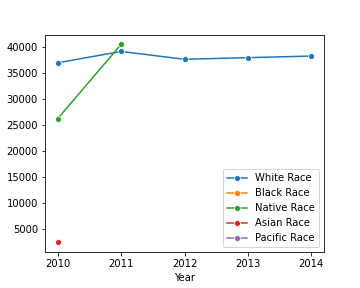 40000
35000
30000
25000
20000
15000
10000
5000
White Race
Black Race
Native Race
Asian Race
Pacific Race
2010 2011 2012 2013 2014
Year